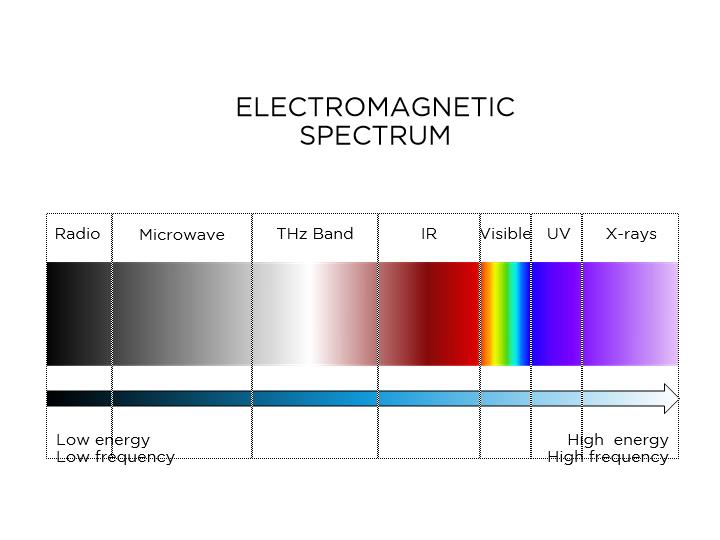 ELECTROMAGNETIC
SPECTRUM
Radio Microwave THz Band IR Visible UV X-rays
Low energy High energy
Low frequency High frequency